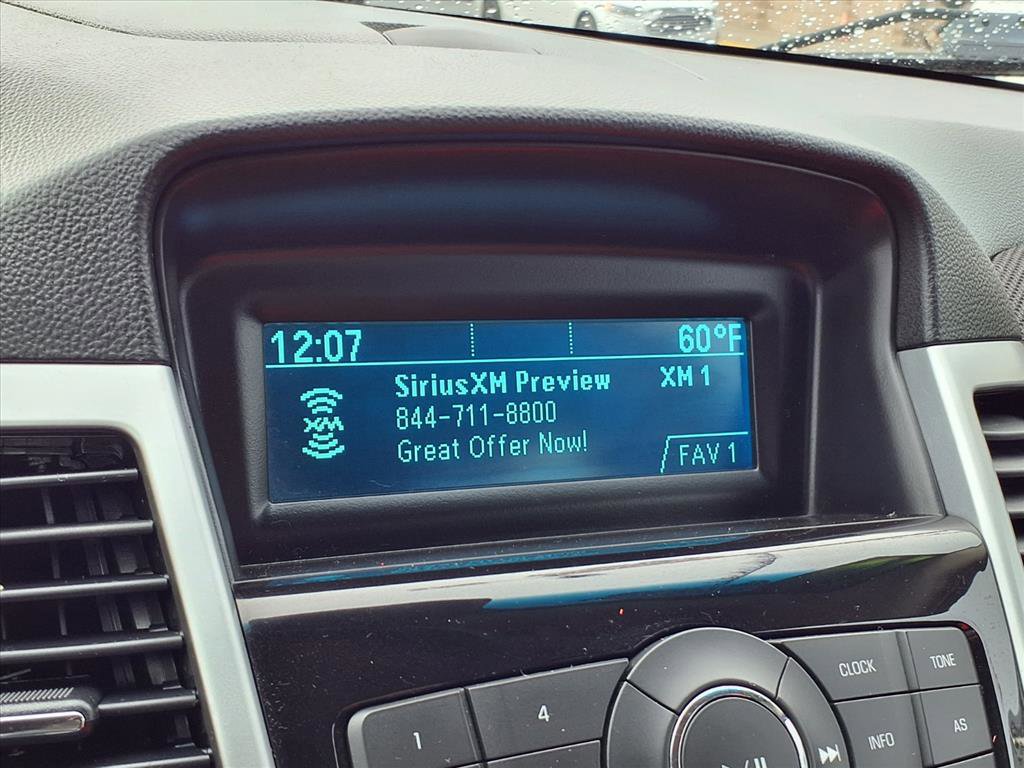 12:07 60°F
SiriusXM Preview XM 1
844-711-8800
Great Offer Now!
FAV 1
XM
CLOCK TONE
1 4 INFO AS